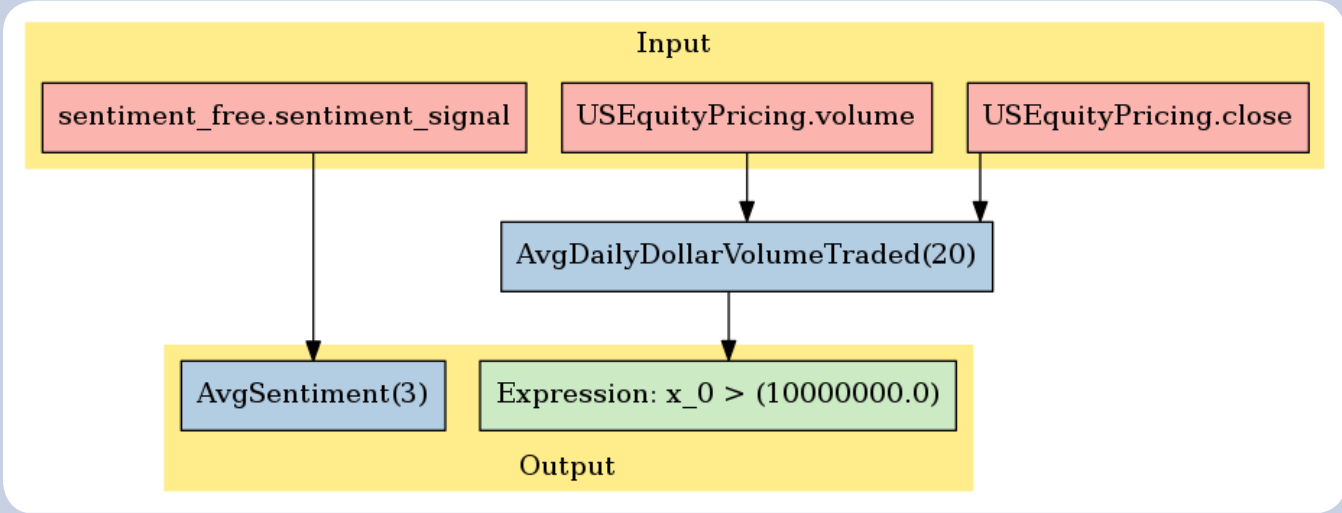 Input
sentiment_free.sentiment_signal
USEquityPricing.volume
USEquityPricing.close
AvgDailyDollarVolumeTraded(20)
AvgSentiment(3)
Expression: x_0 > (10000000.0)
Output